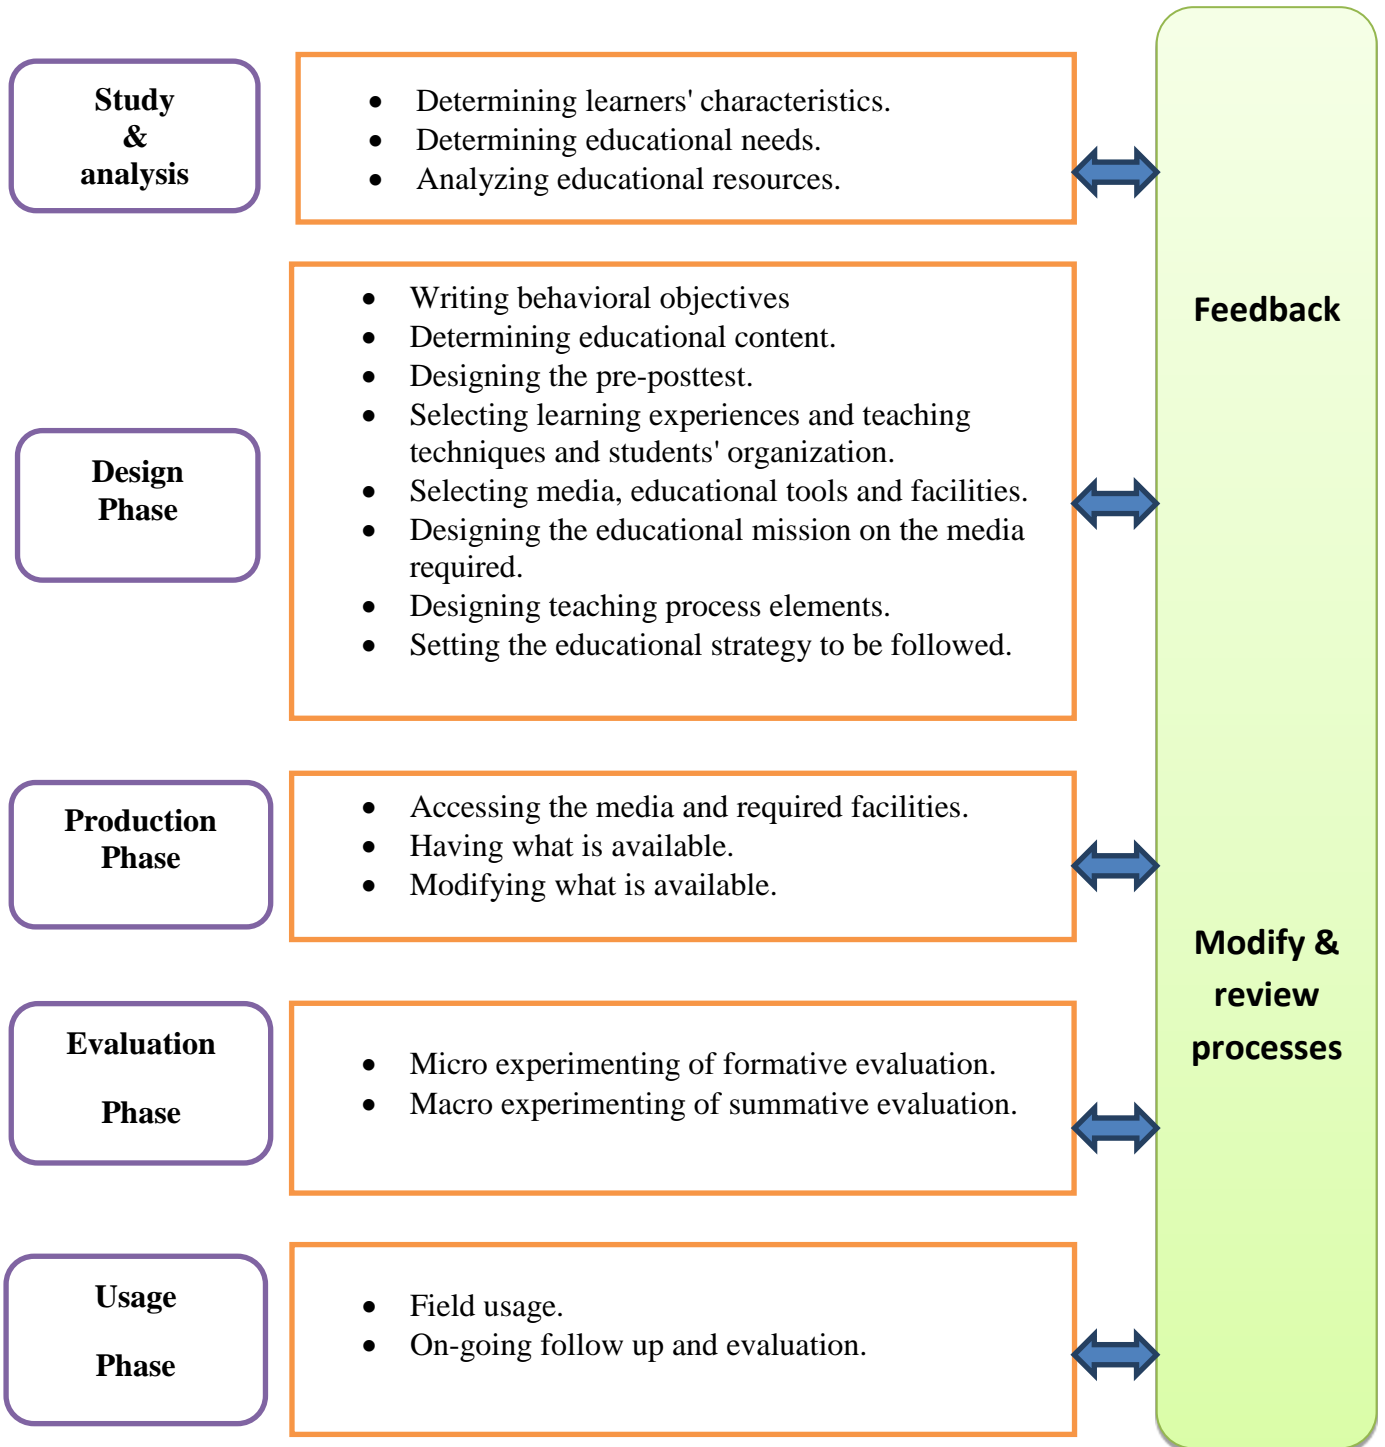 Study
&
analysis
• Determining learners' characteristics.
• Determining educational needs.
• Analyzing educational resources.
Design
Phase
• Writing behavioral objectives
• Determining educational content.
• Designing the pre-posttest.
• Selecting learning experiences and teaching
techniques and students' organization.
• Selecting media, educational tools and facilities.
• Designing the educational mission on the media
required.
• Designing teaching process elements.
• Setting the educational strategy to be followed.
Production
Phase
• Accessing the media and required facilities.
• Having what is available.
• Modifying what is available.
Evaluation
Phase
• Micro experimenting of formative evaluation.
• Macro experimenting of summative evaluation.
Usage
Phase
• Field usage.
• On-going follow up and evaluation.
Feedback
Modify &
review
processes